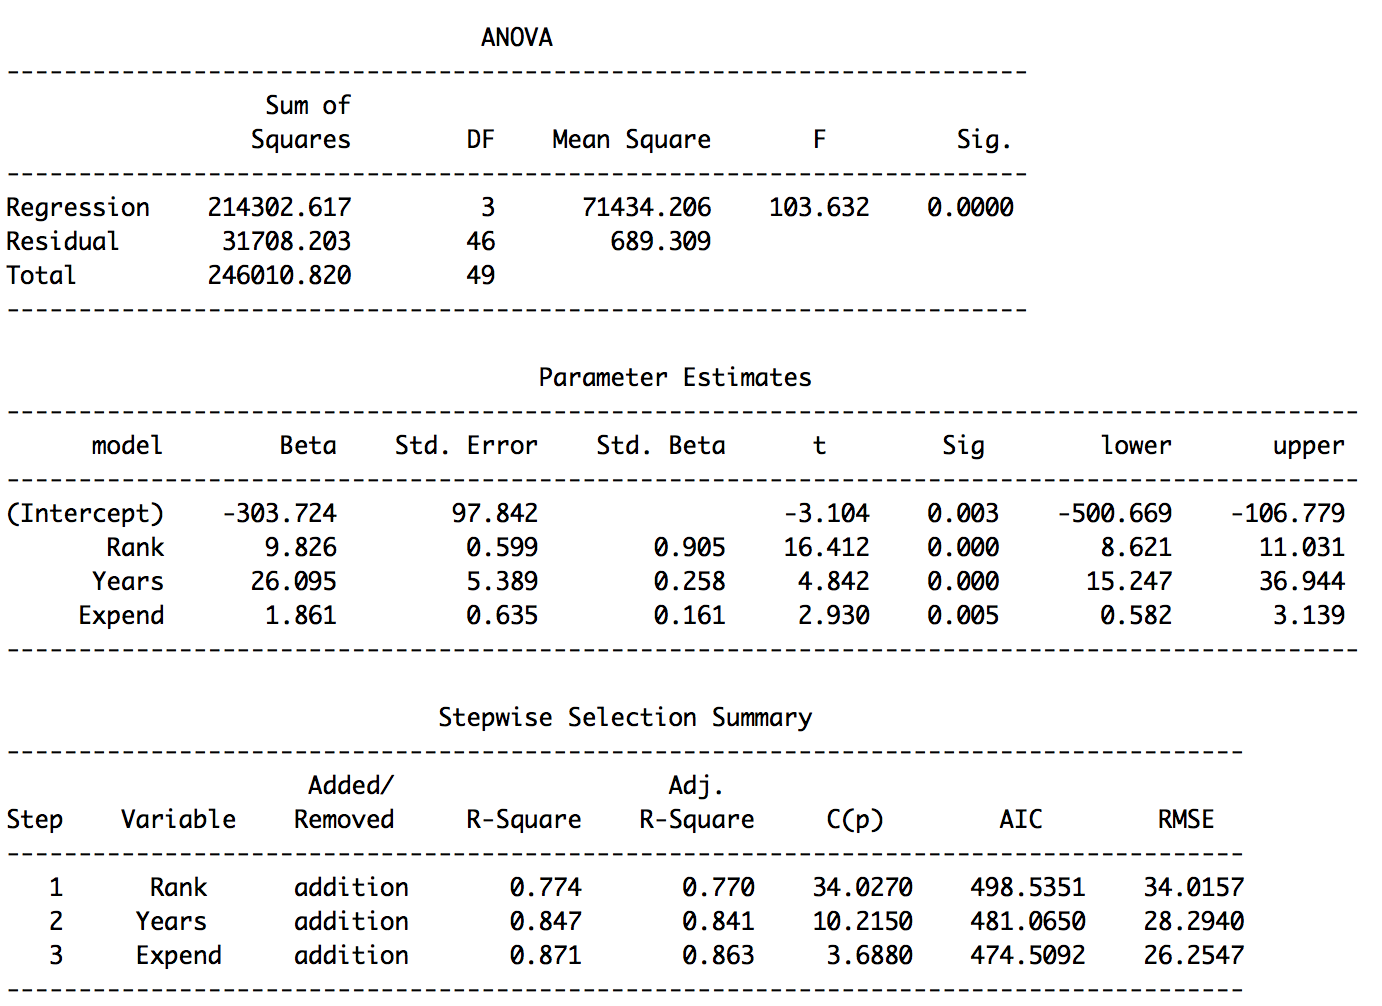 ANOVA
-----------------------------------------------------------------------
Sum of
Squares DF Mean Square F Sig.
-----------------------------------------------------------------------
Regression 214302.617 3 71434.206 103.632 0.0000
Residual 31708.203 46 689.309
Total 246010.820 49
-----------------------------------------------------------------------
Parameter Estimates
----------------------------------------------------------------------------------------------
model Beta Std. Error Std. Beta t Sig lower upper
----------------------------------------------------------------------------------------------
(Intercept) -303.724 97.842 -3.104 0.003 -500.669 -106.779
Rank 9.826 0.599 0.905 16.412 0.000 8.621 11.031
Years 26.095 5.389 0.258 4.842 0.000 15.247 36.944
Expend 1.861 0.635 0.161 2.930 0.005 0.582 3.139
----------------------------------------------------------------------------------------------
Stepwise Selection Summary
--------------------------------------------------------------------------------------
Added/ Adj.
Step Variable Removed R-Square R-Square C(p) AIC RMSE
--------------------------------------------------------------------------------------
1 Rank addition 0.774 0.770 34.0270 498.5351 34.0157
2 Years addition 0.847 0.841 10.2150 481.0650 28.2940
3 Expend addition 0.871 0.863 3.6880 474.5092 26.2547
--------------------------------------------------------------------------------------